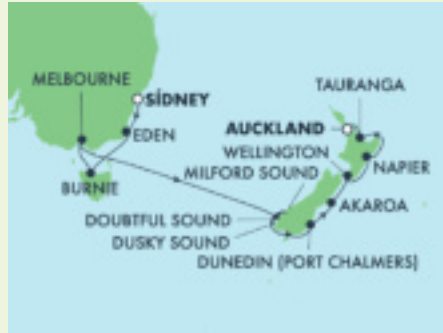 MELBOURNE
SÍDNEY
EDEN
BURNIE
TAURANGA
AUCKLAND
WELLINGTON
NAPIER
MILFORD SOUND
AKAROA
DOUBTFUL SOUND
DUSKY SOUND
DUNEDIN (PORT CHALMERS)